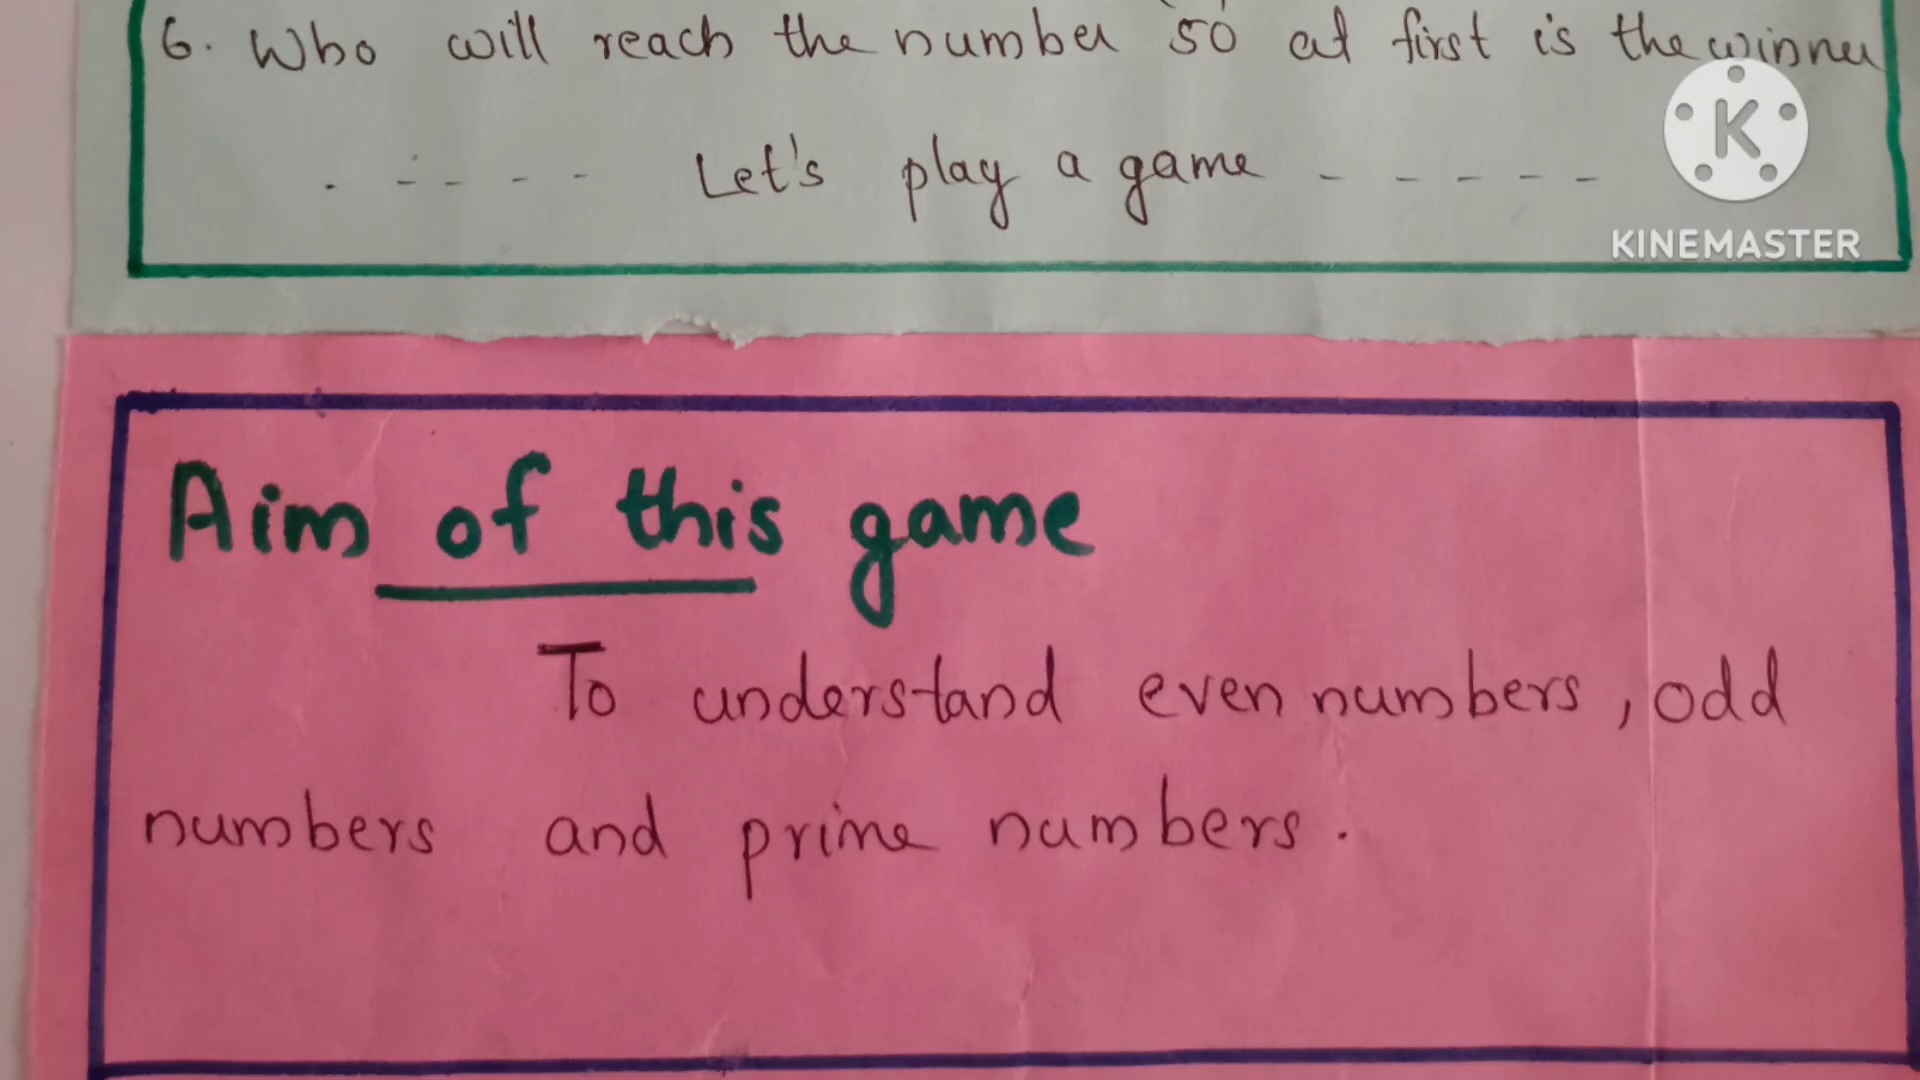 6. Who will reach the number '50' at first is the winner
. - - - - Let's play a game - - - - -
K
KINEMASTER
Aim of this game
To understand even numbers, odd
numbers and prime numbers.